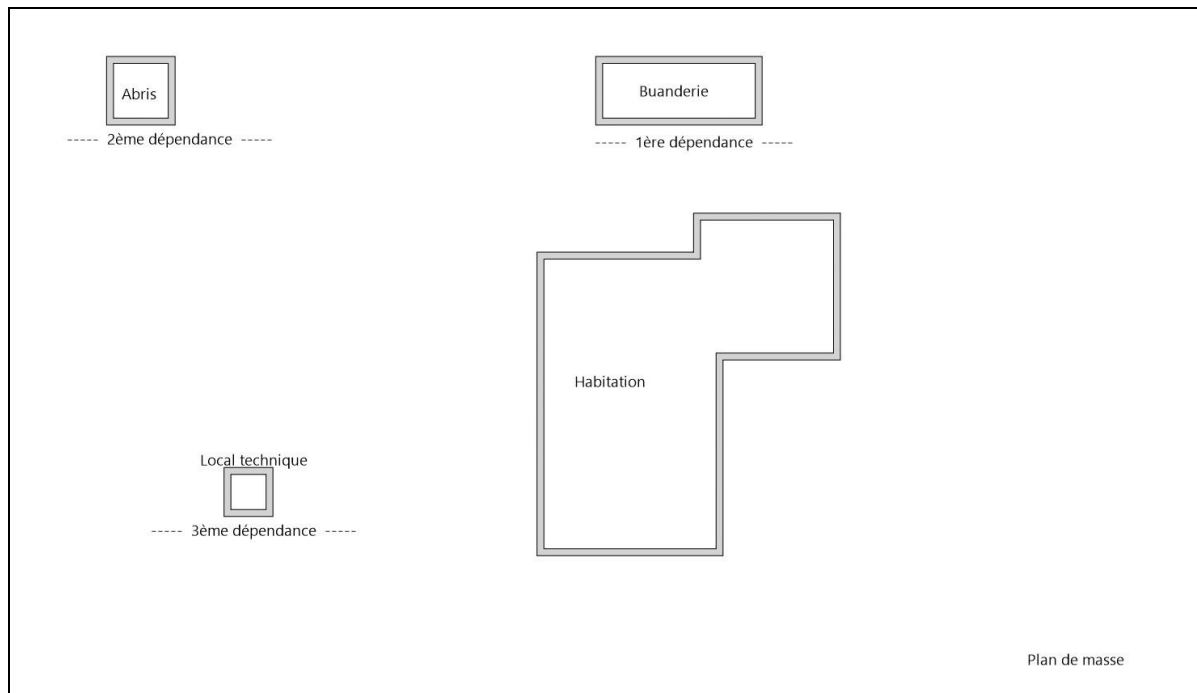 Abris
Buanderie
----- 2ème dépendance -----
----- 1ère dépendance -----
Habitation
Local technique
----- 3ème dépendance -----
Plan de masse